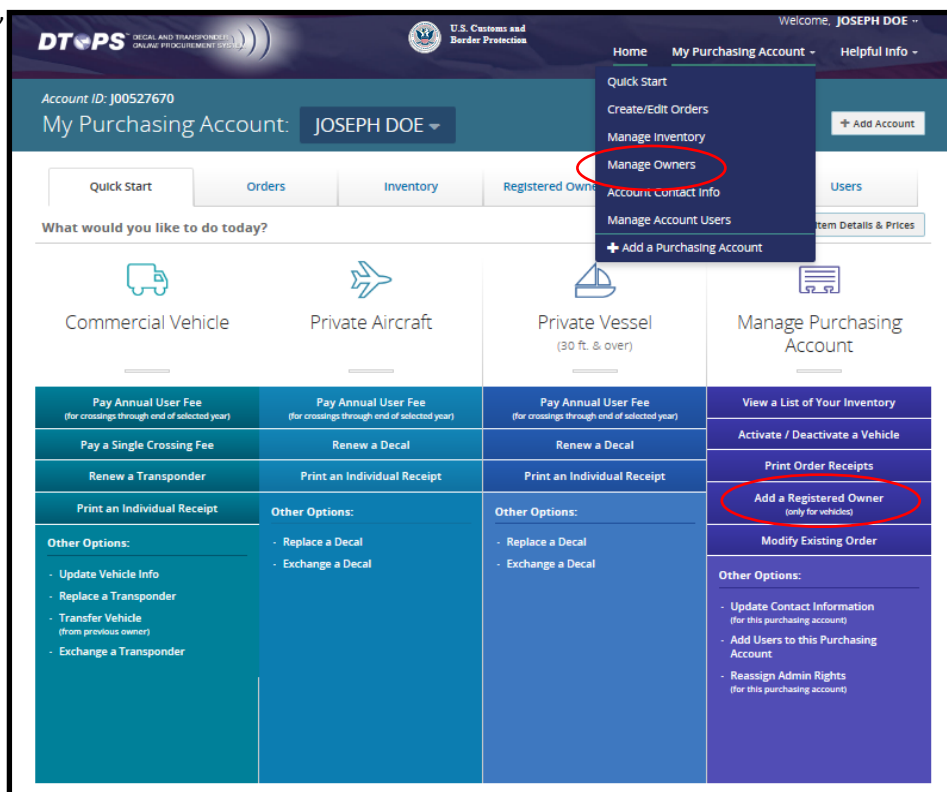 Welcome, JOSEPH DOE
DTOPS DECAL AND TRANSPONDER
ONLINE PROCUREMENT SYSTEM
U.S. Customs and
Border Protection
Home My Purchasing Account Helpful Info
Quick Start
Create/Edit Orders
Manage Inventory
Manage Owners
Account Contact Info
Manage Account Users
+ Add a Purchasing Account
Account ID: J00527670
My Purchasing Account: JOSEPH DOE
+ Add Account
Quick Start Orders Inventory Registered Owne Users
What would you like to do today?
Item Details & Prices
Commercial Vehicle
Pay Annual User Fee
(for crossings through end of selected year)
Pay a Single Crossing Fee
Renew a Transponder
Print an Individual Receipt
Other Options:
- Update Vehicle Info
- Replace a Transponder
- Transfer Vehicle
(from previous owner)
- Exchange a Transponder
Private Aircraft
Pay Annual User Fee
(for crossings through end of selected year)
Renew a Decal
Print an Individual Receipt
Other Options:
- Replace a Decal
- Exchange a Decal
Private Vessel
(30 ft. & over)
Pay Annual User Fee
(for crossings through end of selected year)
Renew a Decal
Print an Individual Receipt
Other Options:
- Replace a Decal
- Exchange a Decal
Manage Purchasing
Account
View a List of Your Inventory
Activate / Deactivate a Vehicle
Print Order Receipts
Add a Registered Owner
(only for vehicles)
Modify Existing Order
Other Options:
- Update Contact Information
(for this purchasing account)
- Add Users to this Purchasing
Account
- Reassign Admin Rights
(for this purchasing account)